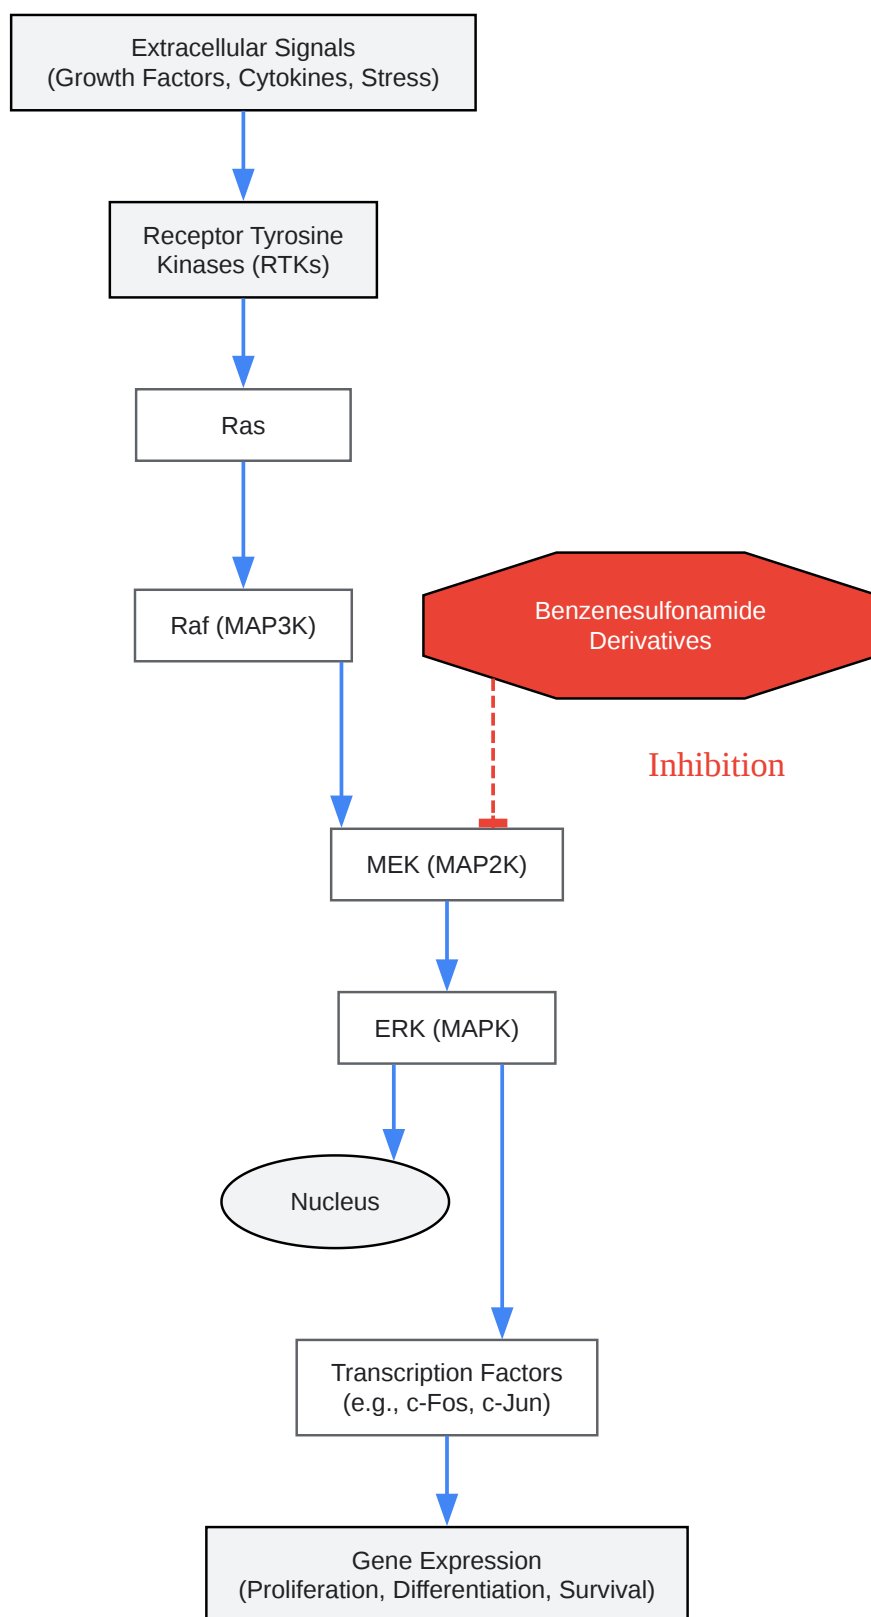 Extracellular Signals
(Growth Factors, Cytokines, Stress)
Receptor Tyrosine
Kinases (RTKs)
Ras
Raf (MAP3K)
Benzenesulfonamide
Derivatives
Inhibition
MEK (MAP2K)
ERK (MAPK)
Nucleus
Transcription Factors
(e.g., c-Fos, c-Jun)
Gene Expression
(Proliferation, Differentiation, Survival)